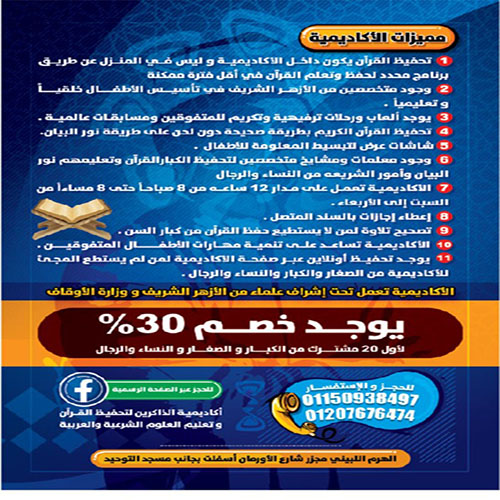 مميزات الأكاديمية
1 تحفيظ القرآن يكون داخل الأكاديمية و ليس في المنزل عن طريق
برنامج محدد لحفظ وتعلم القرآن في أقل فترة ممكنة
2 وجود متخصصين من الأزهر الشريف في تأسيس الأطفال خلقياً
و تعليمياً .
3 يوجد ألعاب ورحلات ترفيهية وتكريم للمتفوقين ومسابقات عالمية .
4 تحفيظ القرآن الكريم بطريقة صحيحة دون لحن على طريقة نور البيان.
5 شاشات عرض لتبسيط المعلومة للأطفال .
6 وجود معلمات ومشايخ متخصصين لتحفيظ الكبارالقرآن وتعليمهم نور
البيان وأمور الشريعه من النساء والرجال
7 الأكاديمية تعمل على مدار 12 ساعه من 8 صباحاً حتى 8 مساءاً من
السبت إلى الأربعاء .
8 إعطاء إجازات بالسند المتصل .
9 تصحيح تلاوة لمن لا يستطيع حفظ القرآن من كبار السن .
10 الأكاديمية تساعد على تنمية مهارات الأطفال المتفوقين .
11 يوجد تحفيظ أونلاين عبر صفحة الأكاديمية لمن لم يستطع المجئ
للأكاديمية من الصغار والكبار والنساء والرجال .
الأكاديمية تعمل تحت إشراف علماء من الأزهر الشريف و وزارة الأوقاف
يوجد خصم 30%
لأول 20 مشترك من الكبار و الصغار و النساء والرجال
للحجز و الإستفسار
01150938497
01207676474
للحجز عبر الصفحة الرسمية
أكاديمية الذاكرين لتحفيظ القرآن
و تعليم العلوم الشرعية والعربية
الهرم اللبيني مجزر شارع الأورمان أسفلت بجانب مسجد التوحيد